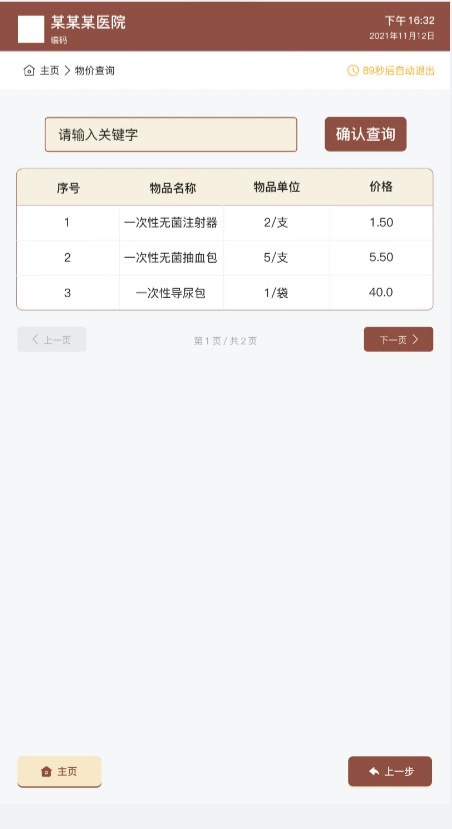 某某某医院 下午 16:32
编码 2021年11月12日
主页 > 物价查询 89秒后自动退出
请输入关键字 确认查询
序号 物品名称 物品单位 价格
1 一次性无菌注射器 2/支 1.50
2 一次性无菌抽血包 5/支 5.50
3 一次性导尿包 1/袋 40.0
< 上一页 第1页/共2页 下一页 >
主页 上一步